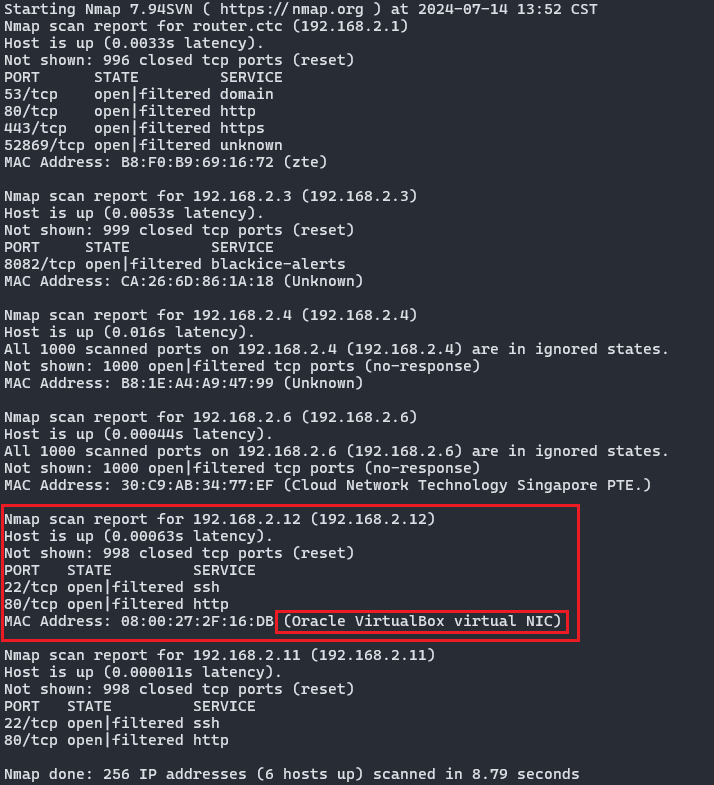 Starting Nmap 7.94SVN ( https://nmap.org ) at 2024-07-14 13:52 CST
Nmap scan report for router.ctc (192.168.2.1)
Host is up (0.0033s latency).
Not shown: 996 closed tcp ports (reset)
PORT      STATE         SERVICE
53/tcp    open|filtered domain
80/tcp    open|filtered http
443/tcp   open|filtered https
52869/tcp open|filtered unknown
MAC Address: B8:F0:B9:69:16:72 (zte)

Nmap scan report for 192.168.2.3 (192.168.2.3)
Host is up (0.0053s latency).
Not shown: 999 closed tcp ports (reset)
PORT     STATE         SERVICE
8082/tcp open|filtered blackice-alerts
MAC Address: CA:26:6D:86:1A:18 (Unknown)

Nmap scan report for 192.168.2.4 (192.168.2.4)
Host is up (0.016s latency).
All 1000 scanned ports on 192.168.2.4 (192.168.2.4) are in ignored states.
Not shown: 1000 open|filtered tcp ports (no-response)
MAC Address: B8:1E:A4:A9:47:99 (Unknown)

Nmap scan report for 192.168.2.6 (192.168.2.6)
Host is up (0.00044s latency).
All 1000 scanned ports on 192.168.2.6 (192.168.2.6) are in ignored states.
Not shown: 1000 open|filtered tcp ports (no-response)
MAC Address: 30:C9:AB:34:77:EF (Cloud Network Technology Singapore PTE.)

Nmap scan report for 192.168.2.12 (192.168.2.12)
Host is up (0.00063s latency).
Not shown: 998 closed tcp ports (reset)
PORT   STATE         SERVICE
22/tcp open|filtered ssh
80/tcp open|filtered http
MAC Address: 08:00:27:2F:16:DB (Oracle VirtualBox virtual NIC)

Nmap scan report for 192.168.2.11 (192.168.2.11)
Host is up (0.000011s latency).
Not shown: 998 closed tcp ports (reset)
PORT   STATE         SERVICE
22/tcp open|filtered ssh
80/tcp open|filtered http

Nmap done: 256 IP addresses (6 hosts up) scanned in 8.79 seconds